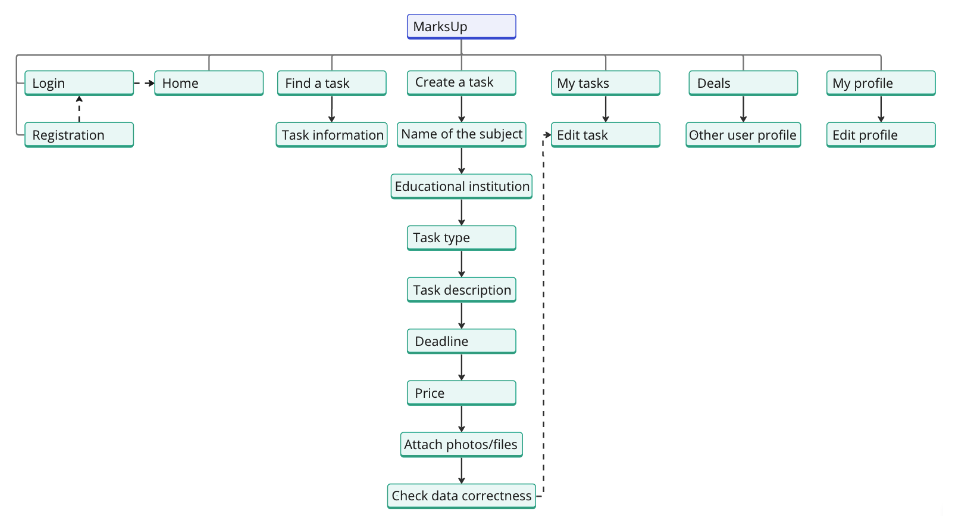 MarksUp
Login
Home
Find a task
Create a task
My tasks
Deals
My profile
Registration
Task information
Name of the subject
Edit task
Other user profile
Edit profile
Educational institution
Task type
Task description
Deadline
Price
Attach photos/files
Check data correctness